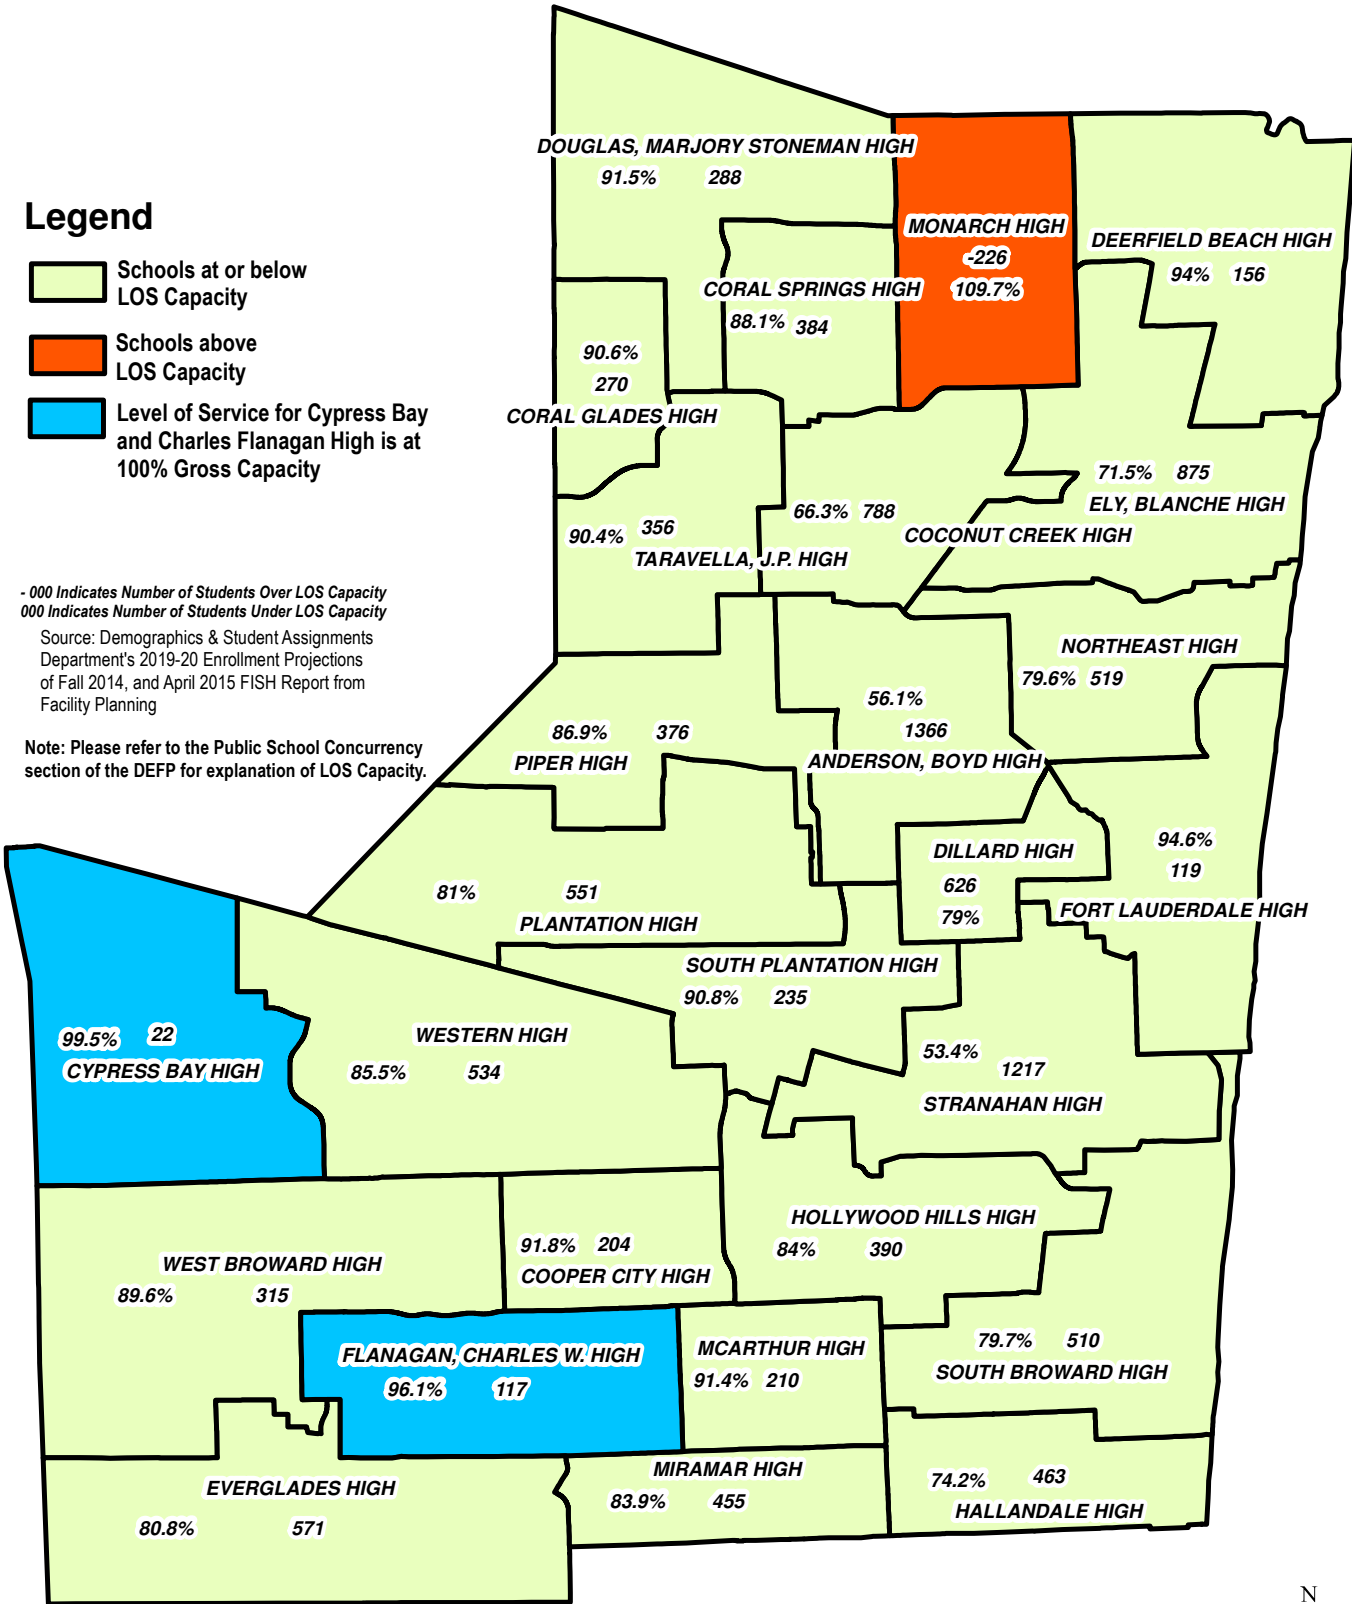 DOUGLAS, MARJORY STONEMAN HIGH
91.5% 288
Legend
Schools at or below
LOS Capacity
Schools above
LOS Capacity
Level of Service for Cypress Bay
and Charles Flanagan High is at
100% Gross Capacity
MONARCH HIGH
-226
109.7%
DEERFIELD BEACH HIGH
94% 156
CORAL SPRINGS HIGH
88.1% 384
90.6%
270
CORAL GLADES HIGH
71.5% 875
ELY, BLANCHE HIGH
66.3% 788
COCONUT CREEK HIGH
90.4% 356
TARAVELLA, J.P. HIGH
- 000 Indicates Number of Students Over LOS Capacity
000 Indicates Number of Students Under LOS Capacity
Source: Demographics & Student Assignments
Department's 2019-20 Enrollment Projections
of Fall 2014, and April 2015 FISH Report from
Facility Planning
Note: Please refer to the Public School Concurrency
section of the DEFP for explanation of LOS Capacity.
NORTHEAST HIGH
79.6% 519
56.1%
1366
ANDERSON, BOYD HIGH
86.9% 376
PIPER HIGH
DILLARD HIGH
626
79%
94.6%
119
FORT LAUDERDALE HIGH
81% 551
PLANTATION HIGH
SOUTH PLANTATION HIGH
90.8% 235
99.5% 22
CYPRESS BAY HIGH
WESTERN HIGH
85.5% 534
53.4%
1217
STRANAHAN HIGH
HOLLYWOOD HILLS HIGH
84% 390
91.8% 204
COOPER CITY HIGH
WEST BROWARD HIGH
89.6% 315
FLANAGAN, CHARLES W. HIGH
96.1% 117
MCARTHUR HIGH
91.4% 210
79.7% 510
SOUTH BROWARD HIGH
MIRAMAR HIGH
83.9% 455
74.2% 463
HALLANDALE HIGH
EVERGLADES HIGH
80.8% 571
N